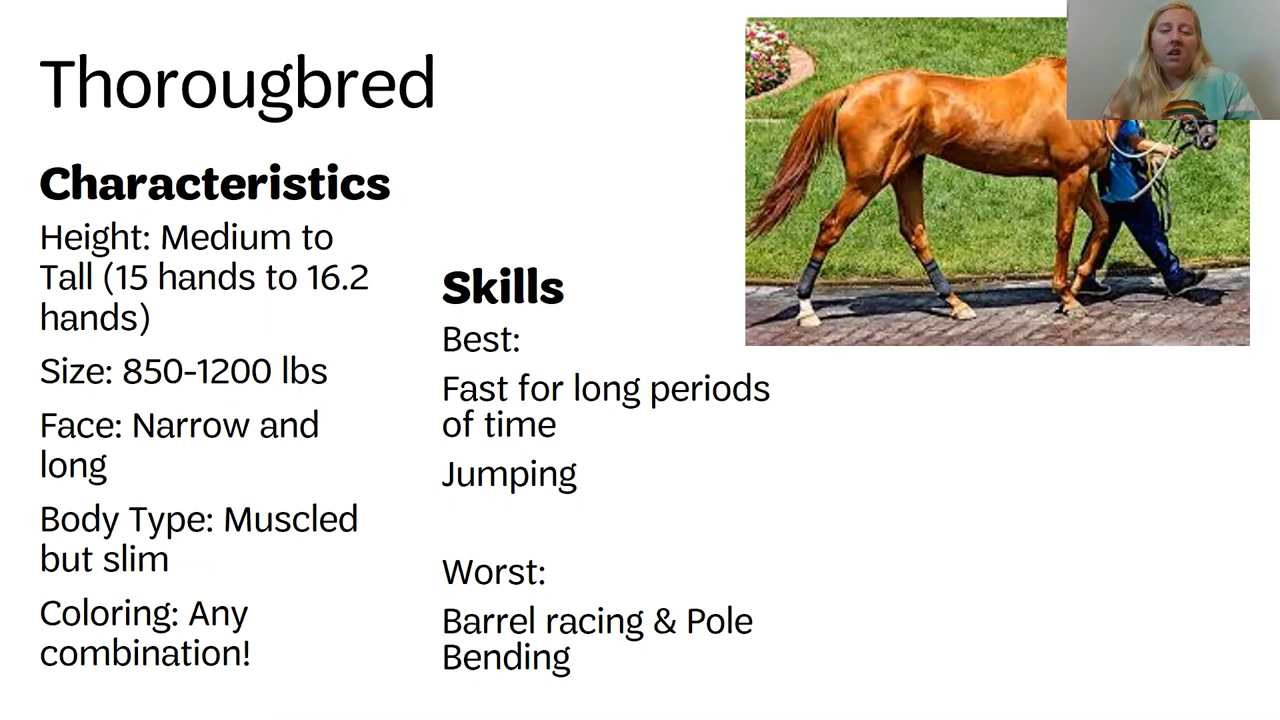 Thorougbred
Characteristics
Height: Medium to
Tall (15 hands to 16.2
hands)
Size: 850-1200 lbs
Face: Narrow and
long
Body Type: Muscled
but slim
Coloring: Any
combination!
Skills
Best:
Fast for long periods
of time
Jumping
Worst:
Barrel racing & Pole
Bending